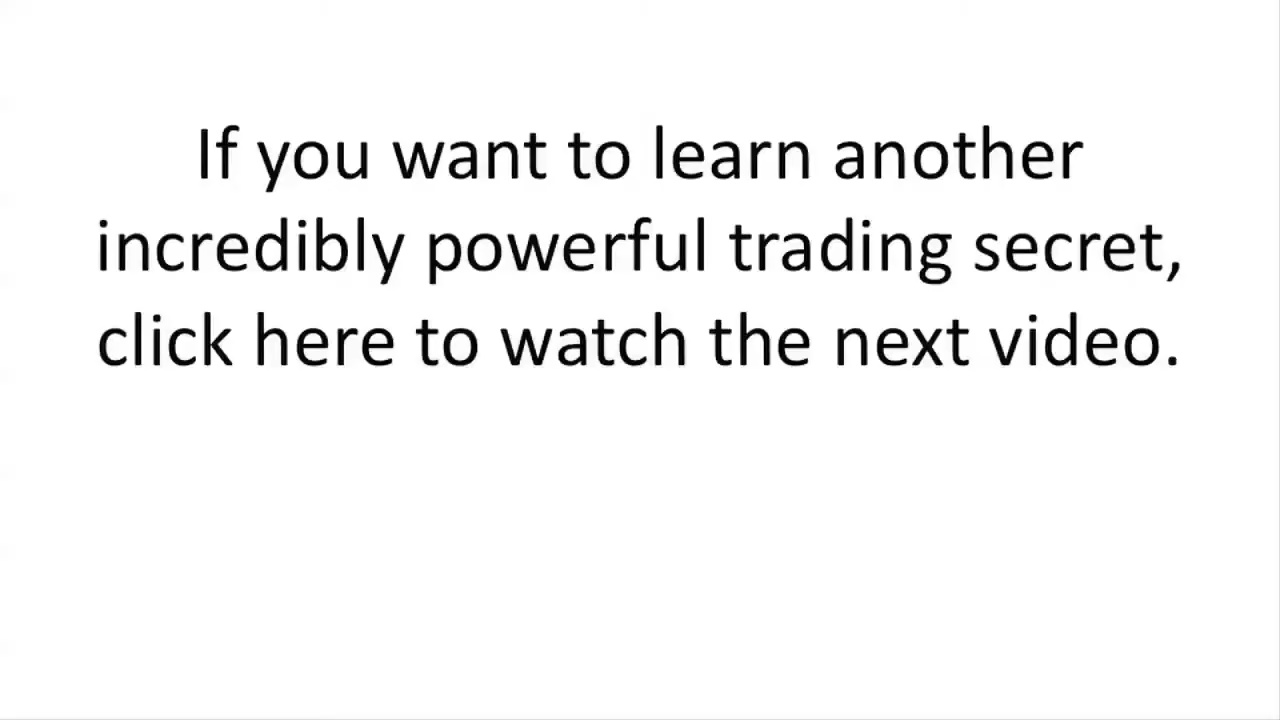 If you want to learn another
incredibly powerful trading secret,
click here to watch the next video.